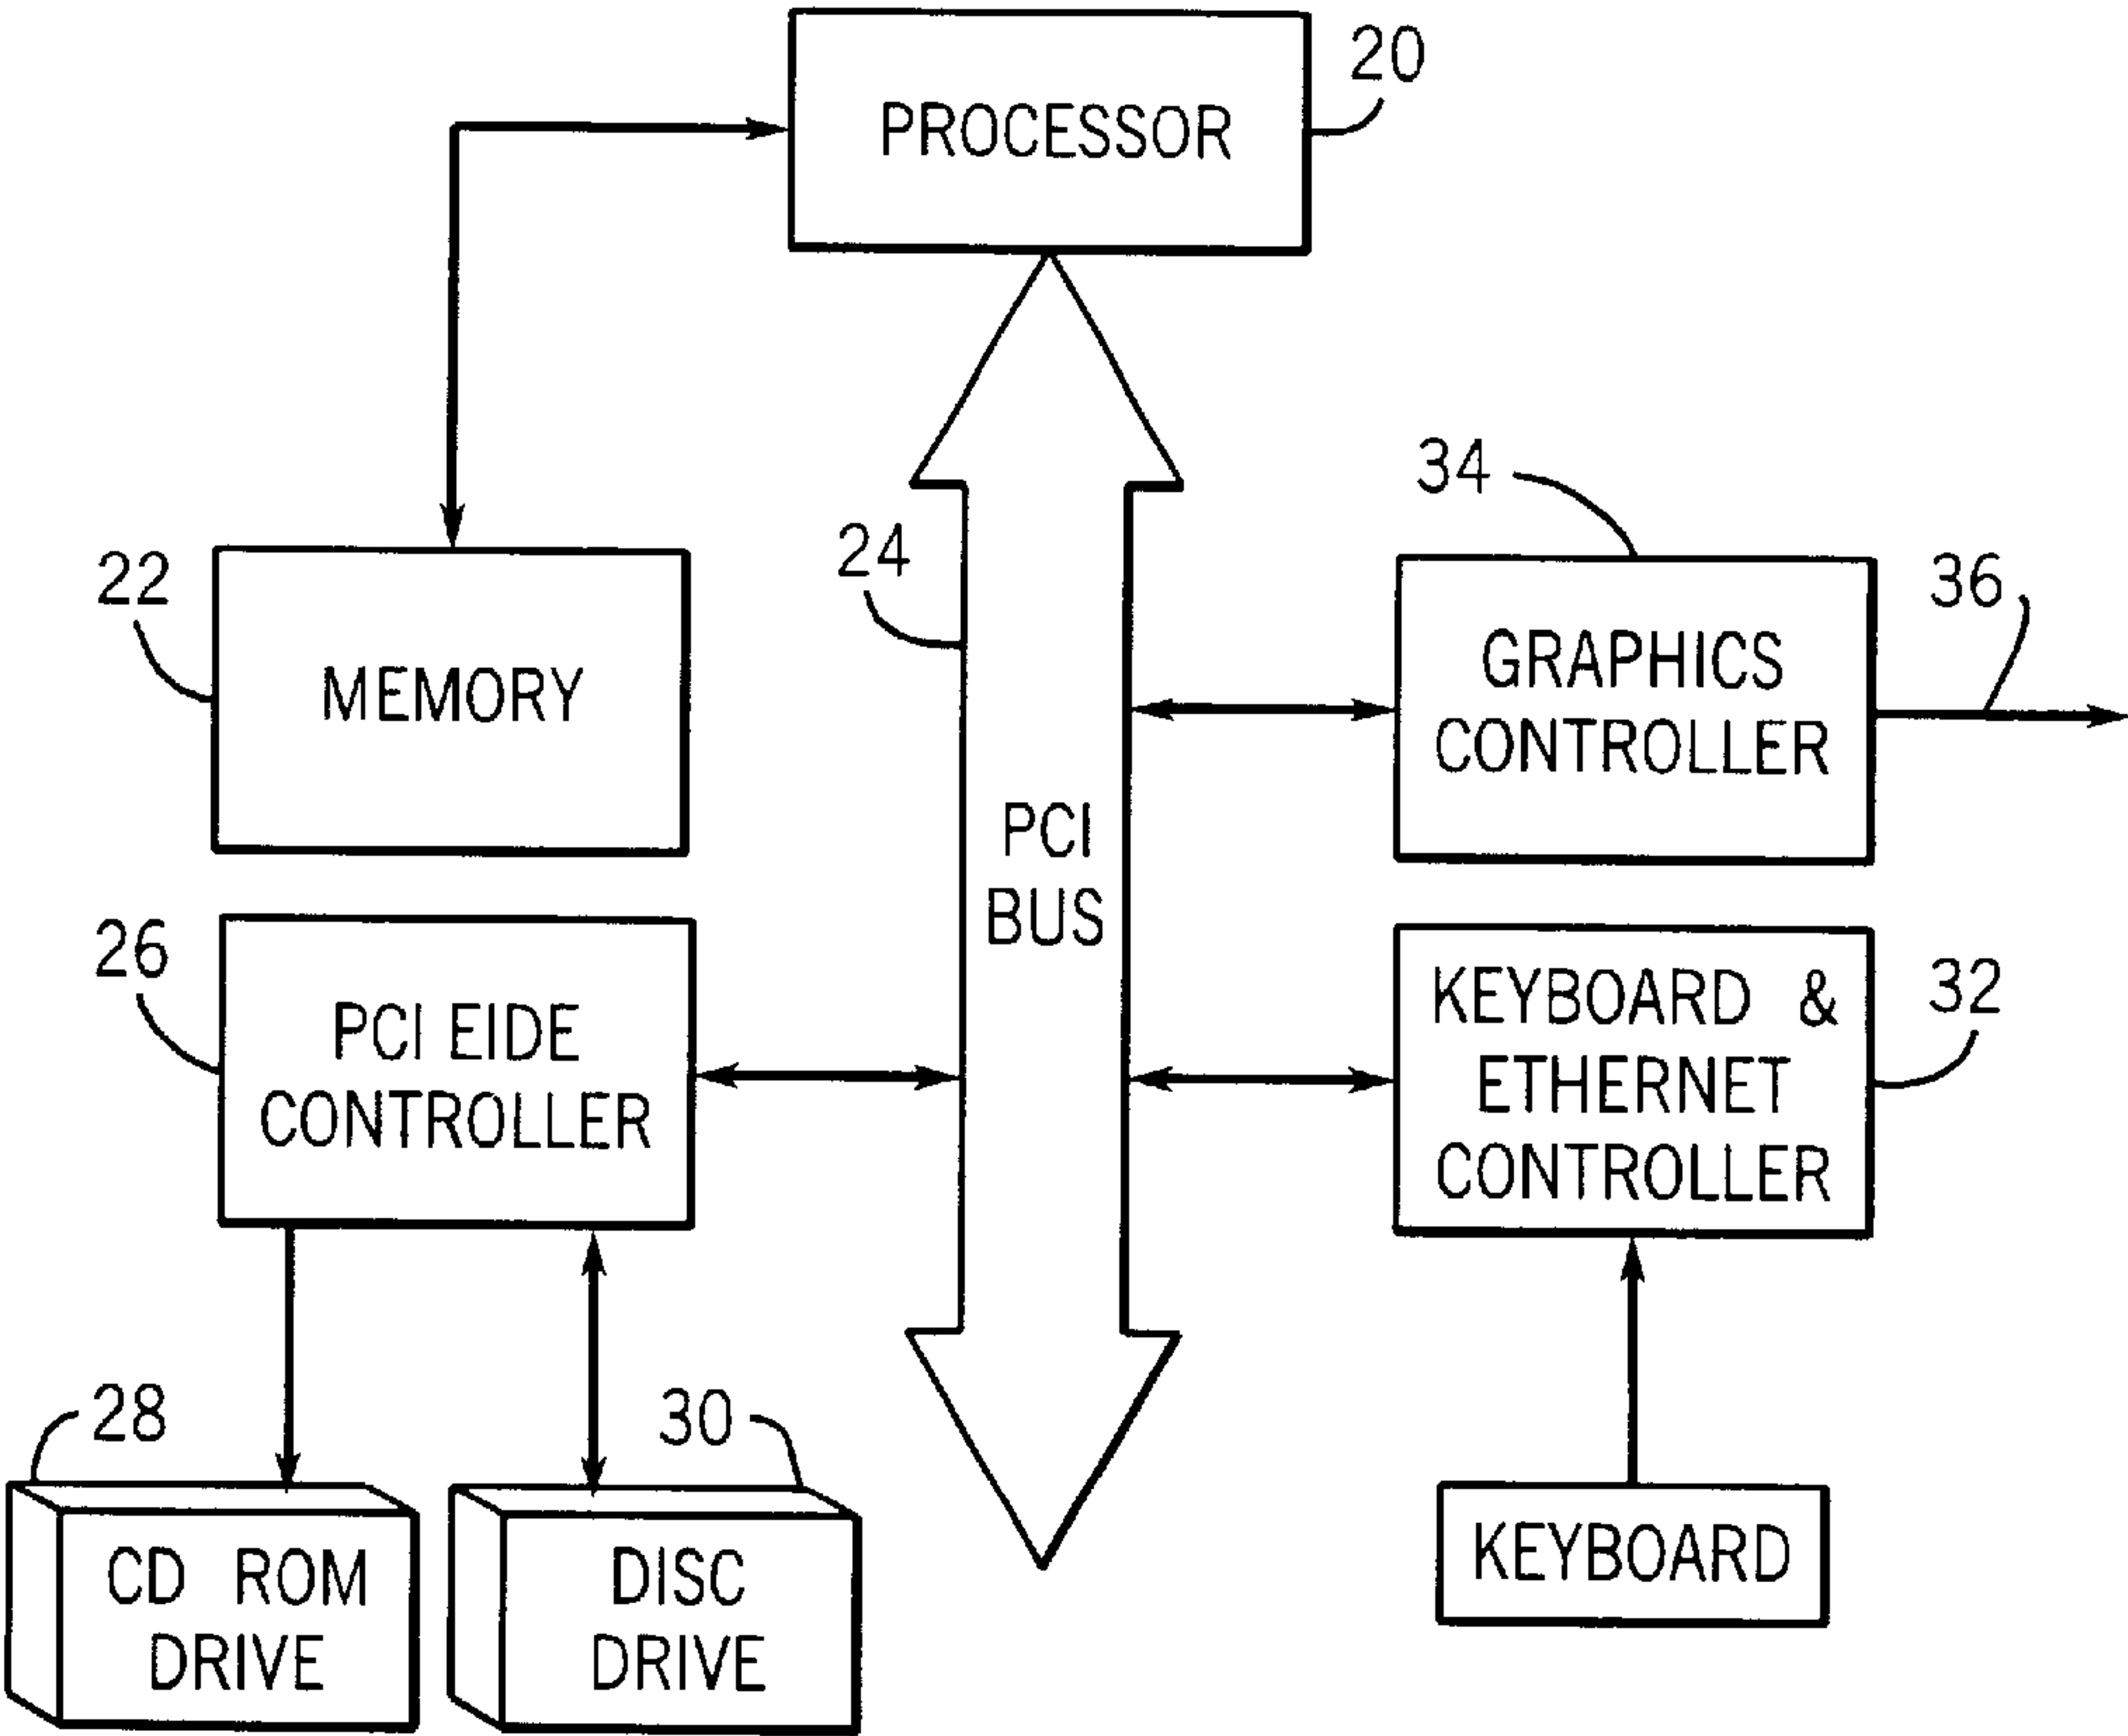 20
PROCESSOR
34
24
22
36
MEMORY
GRAPHICS
CONTROLLER
PCI
BUS
26
PCI EIDE
CONTROLLER
KEYBOARD &
ETHERNET
CONTROLLER
32
28
30
CD ROM
DRIVE
DISC
DRIVE
KEYBOARD